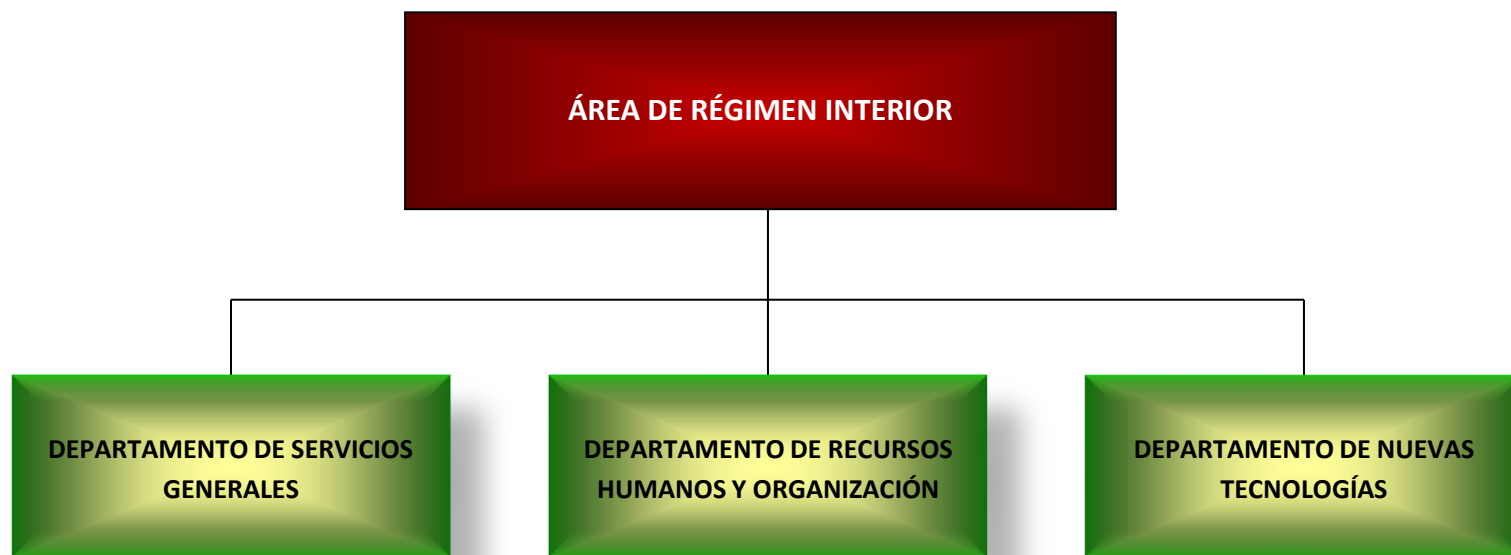 ÁREA DE RÉGIMEN INTERIOR
DEPARTAMENTO DE SERVICIOS
GENERALES
DEPARTAMENTO DE RECURSOS
HUMANOS Y ORGANIZACIÓN
DEPARTAMENTO DE NUEVAS
TECNOLOGÍAS